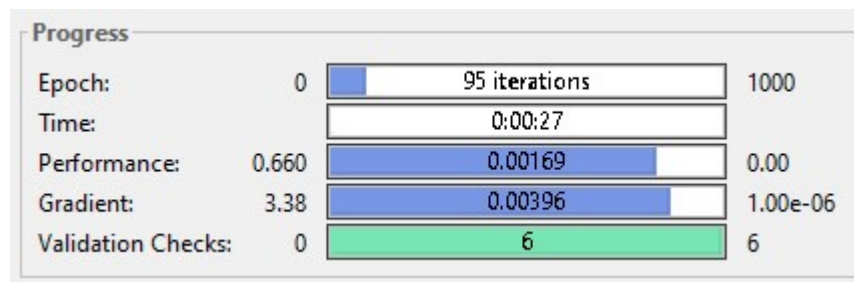 Progress
Epoch: 0 95 iterations 1000
Time: 0:00:27
Performance: 0.660 0.00169 0.00
Gradient: 3.38 0.00396 1.00e-06
Validation Checks: 0 6 6